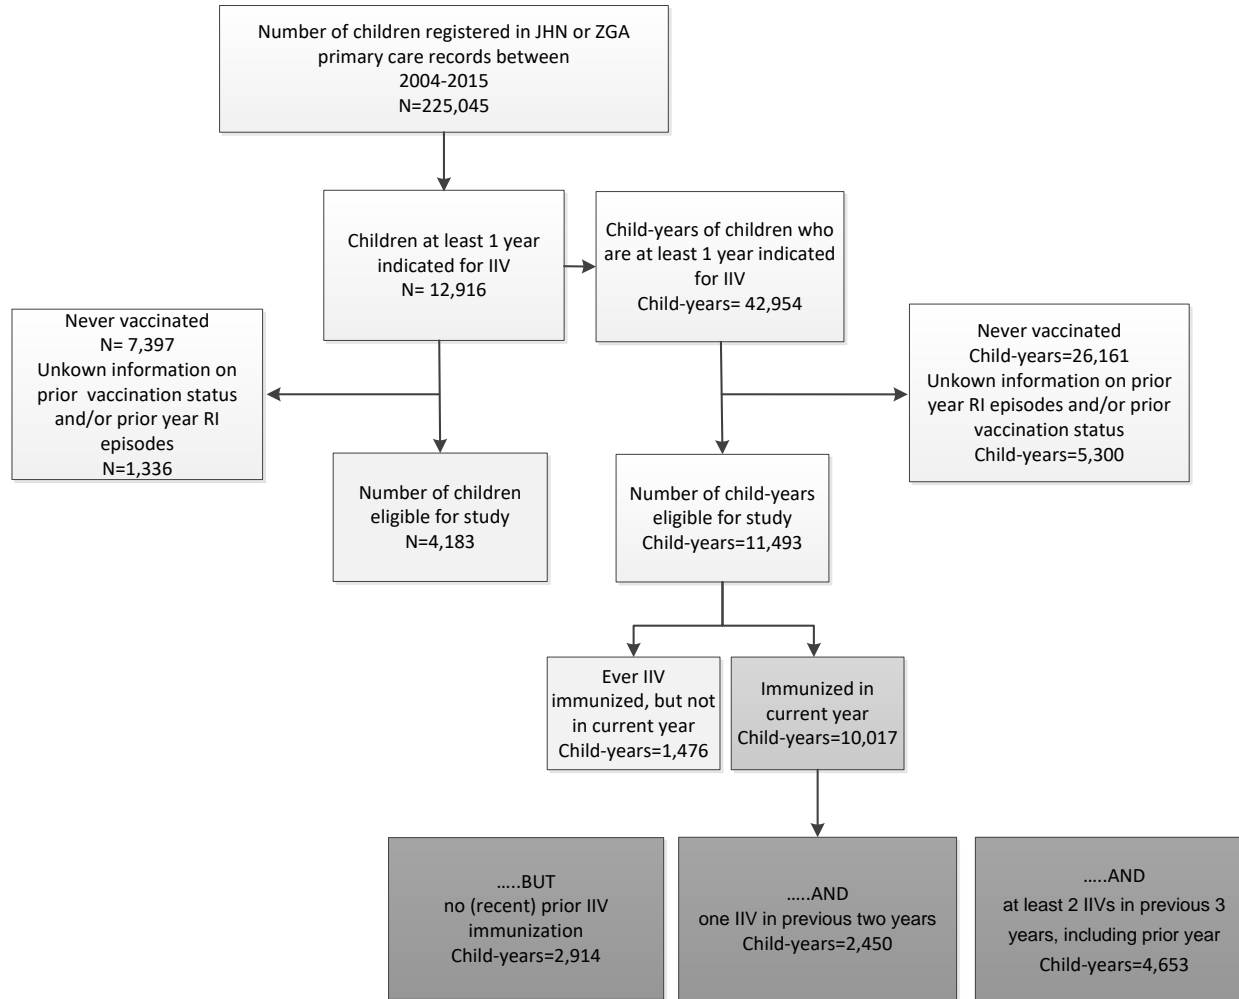 Number of children registered in JHN or ZGA
primary care records between
2004-2015
N=225,045
Children at least 1 year
indicated for IIV
N= 12,916
Child-years of children who
are at least 1 year indicated
for IIV
Child-years= 42,954
Never vaccinated
N= 7,397
Unkown information on
prior vaccination status
and/or prior year RI
episodes
N=1,336
Never vaccinated
Child-years=26,161
Unkown information on prior
year RI episodes and/or prior
vaccination status
Child-years=5,300
Number of children
eligible for study
N=4,183
Number of child-years
eligible for study
Child-years=11,493
Ever IIV
immunized, but not
in current year
Child-years=1,476
Immunized in
current year
Child-years=10,017
.....BUT
no (recent) prior IIV
immunization
Child-years=2,914
.....AND
one IIV in previous two years
Child-years=2,450
.....AND
at least 2 IIVs in previous 3
years, including prior year
Child-years=4,653